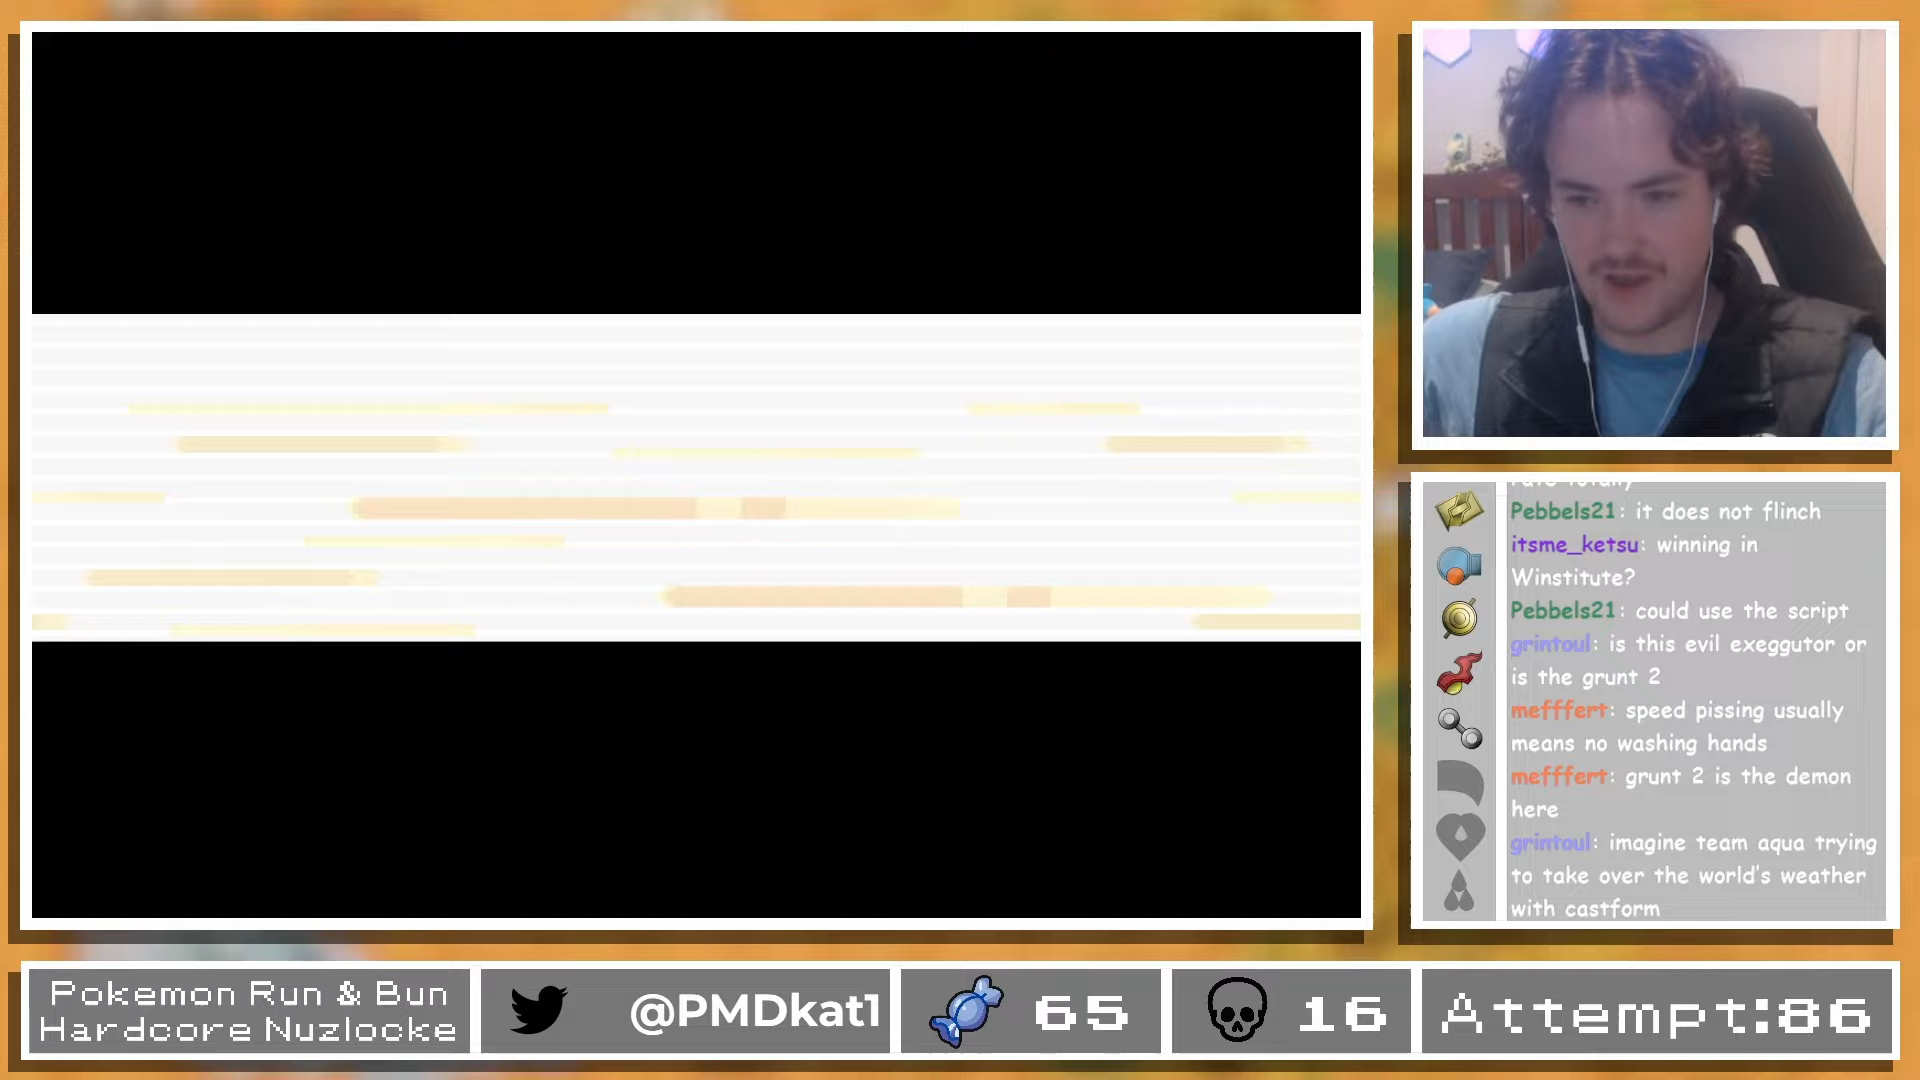 Pebbels21: it does not flinch
itsme_ketsu: winning in
Winstitute?
Pebbels21: could use the script
grintoul: is this evil exeggutor or
is the grunt 2
mefffert: speed pissing usually
means no washing hands
mefffert: grunt 2 is the demon
here
grintoul: imagine team aqua trying
to take over the world's weather
with castform
Pokemon Run & Bun
Hardcore Nuzlocke
@PMDkat1
65
16
Attempt:86